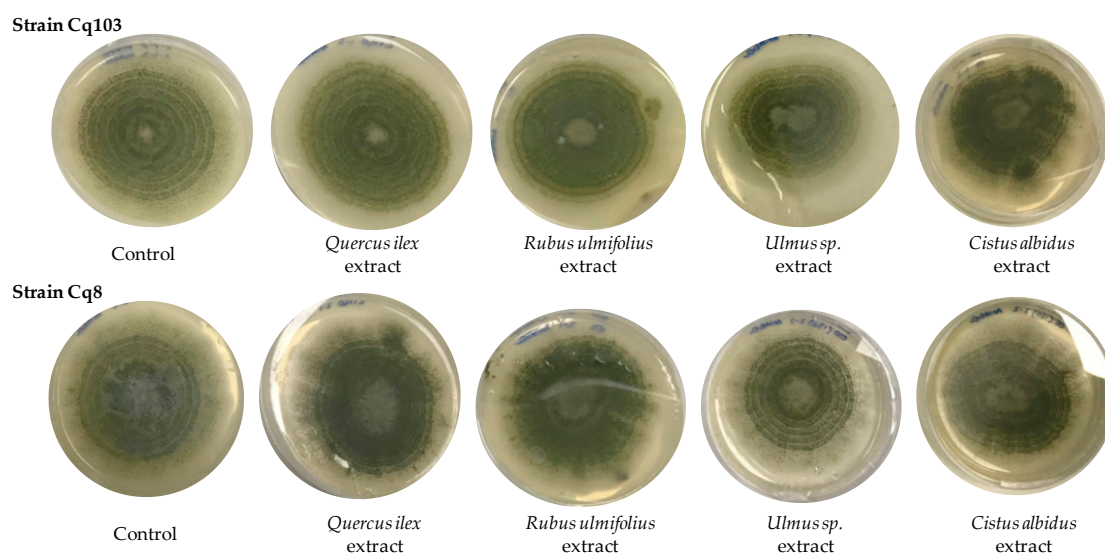 Strain Cq103
Control
Quercus ilex
extract
Rubus ulmifolius
extract
Ulmus sp.
extract
Cistus albidus
extract
Strain Cq8
Control
Quercus ilex
extract
Rubus ulmifolius
extract
Ulmus sp.
extract
Cistus albidus
extract